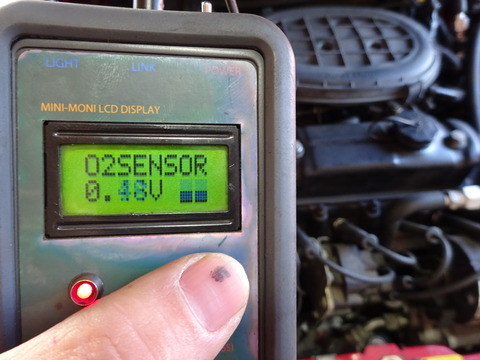 LIGHT LINK
MINI-MONI LCD DISPLAY
O2SENSOR
0.48V